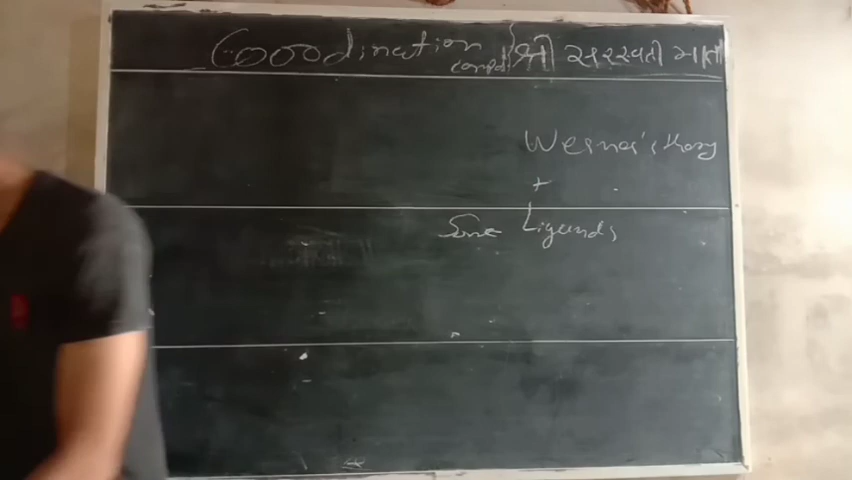 Coordination compd. શ્રી સરસ્વતી માતા
Werner's theory
+
Some Ligands